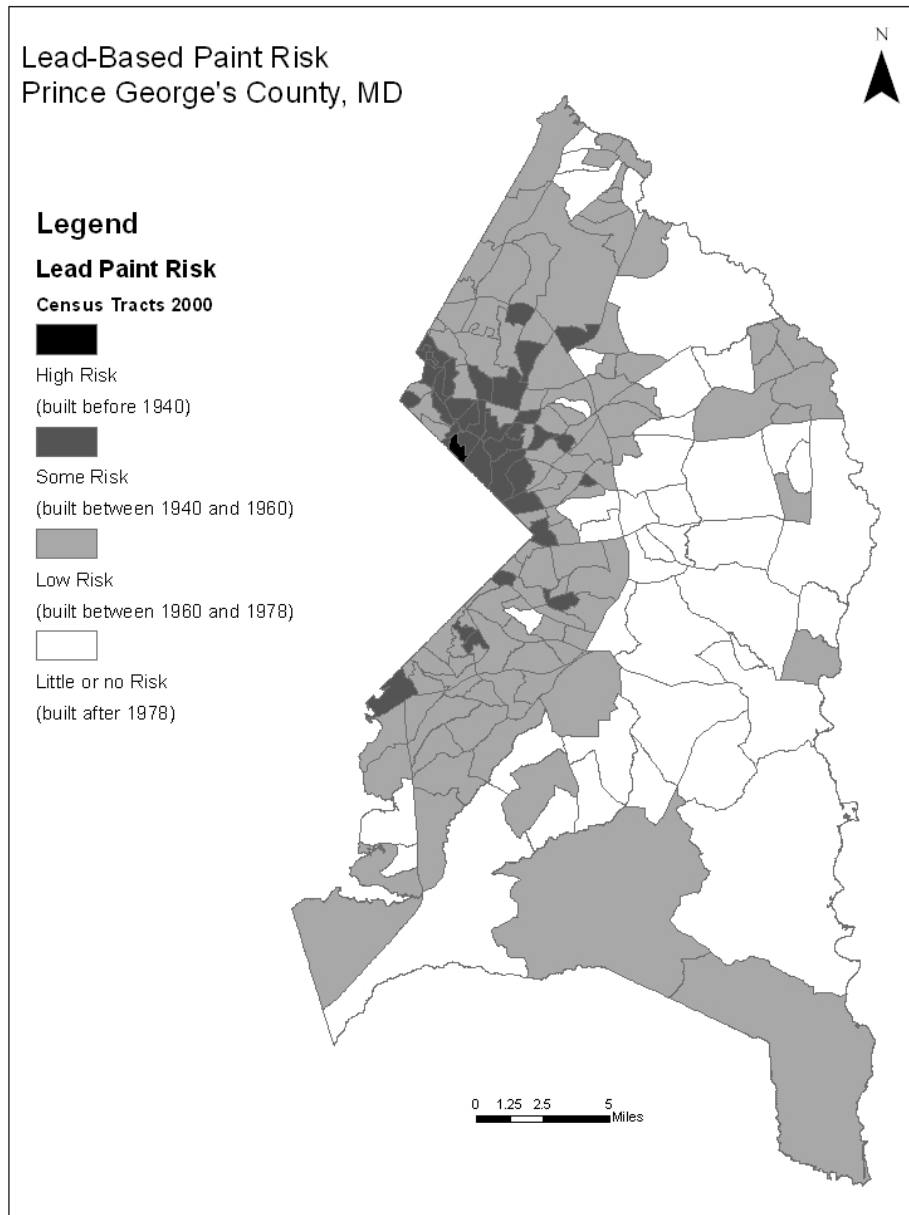 Lead-Based Paint Risk
Prince George's County, MD
N
Legend
Lead Paint Risk
Census Tracts 2000
High Risk
(built before 1940)
Some Risk
(built between 1940 and 1960)
Low Risk
(built between 1960 and 1978)
Little or no Risk
(built after 1978)
0 1.25 2.5 5
Miles